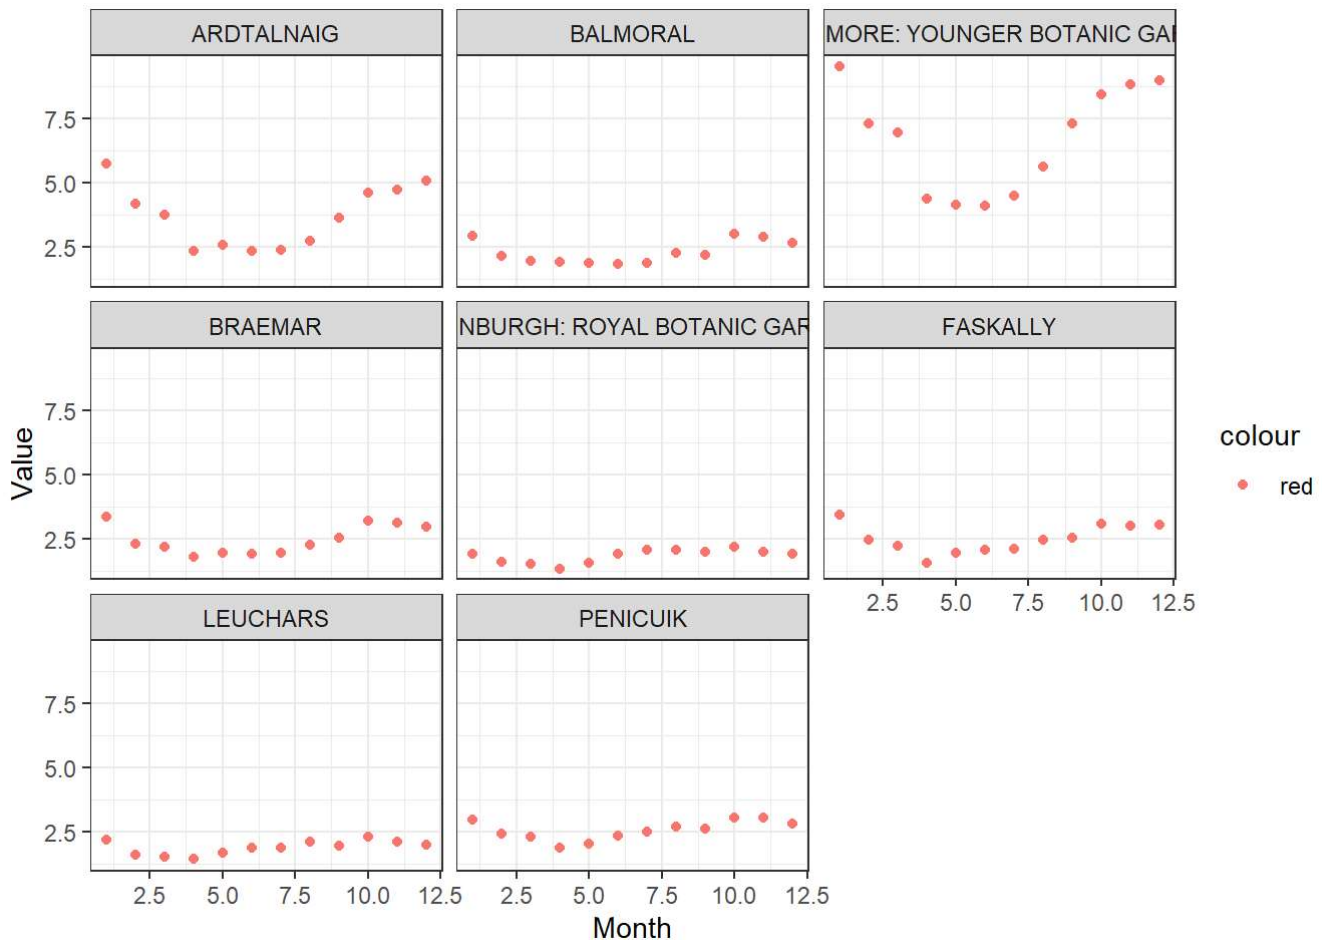 ARDTALNAIG
BALMORAL
MORE: YOUNGER BOTANIC GAR
7.5
5.0
2.5
BRAEMAR
NBURGH: ROYAL BOTANIC GAR
FASKALLY
Value
7.5
5.0
2.5
2.5 5.0 7.5 10.0 12.5
colour
red
LEUCHARS
PENICUIK
7.5
5.0
2.5
2.5 5.0 7.5 10.0 12.5
2.5 5.0 7.5 10.0 12.5
Month